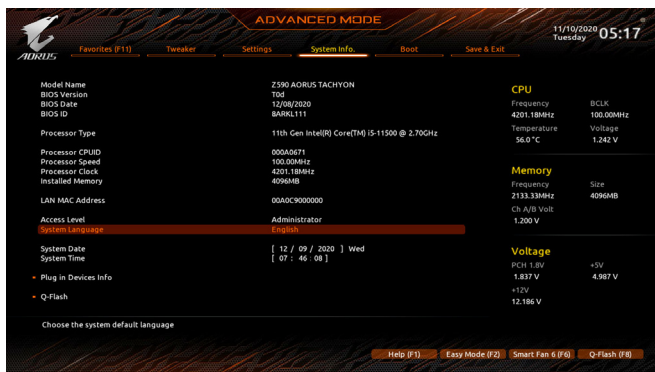 ADVANCED MODE
11/10/2020 Tuesday 05:17
AORUS
Favorites (F11) Tweaker Settings System Info. Boot Save & Exit
Model Name Z590 AORUS TACHYON
BIOS Version T0d
BIOS Date 12/08/2020
BIOS ID 8ARKL111
Processor Type 11th Gen Intel(R) Core(TM) i5-11500 @ 2.70GHz
Processor CPUID 000A0671
Processor Speed 100.00MHz
Processor Clock 4201.18MHz
Installed Memory 4096MB
LAN MAC Address 00A0C9000000
Access Level Administrator
System Language English
System Date [ 12 / 09 / 2020 ] Wed
System Time [ 07 : 46 : 08 ]
Plug in Devices Info
Q-Flash
Choose the system default language
CPU
Frequency BCLK
4201.18MHz 100.00MHz
Temperature Voltage
56.0 °C 1.242 V
Memory
Frequency Size
2133.33MHz 4096MB
Ch A/B Volt
1.200 V
Voltage
PCH 1.8V +5V
1.837 V 4.987 V
+12V
12.186 V
Help (F1) Easy Mode (F2) Smart Fan 6 (F6) Q-Flash (F8)